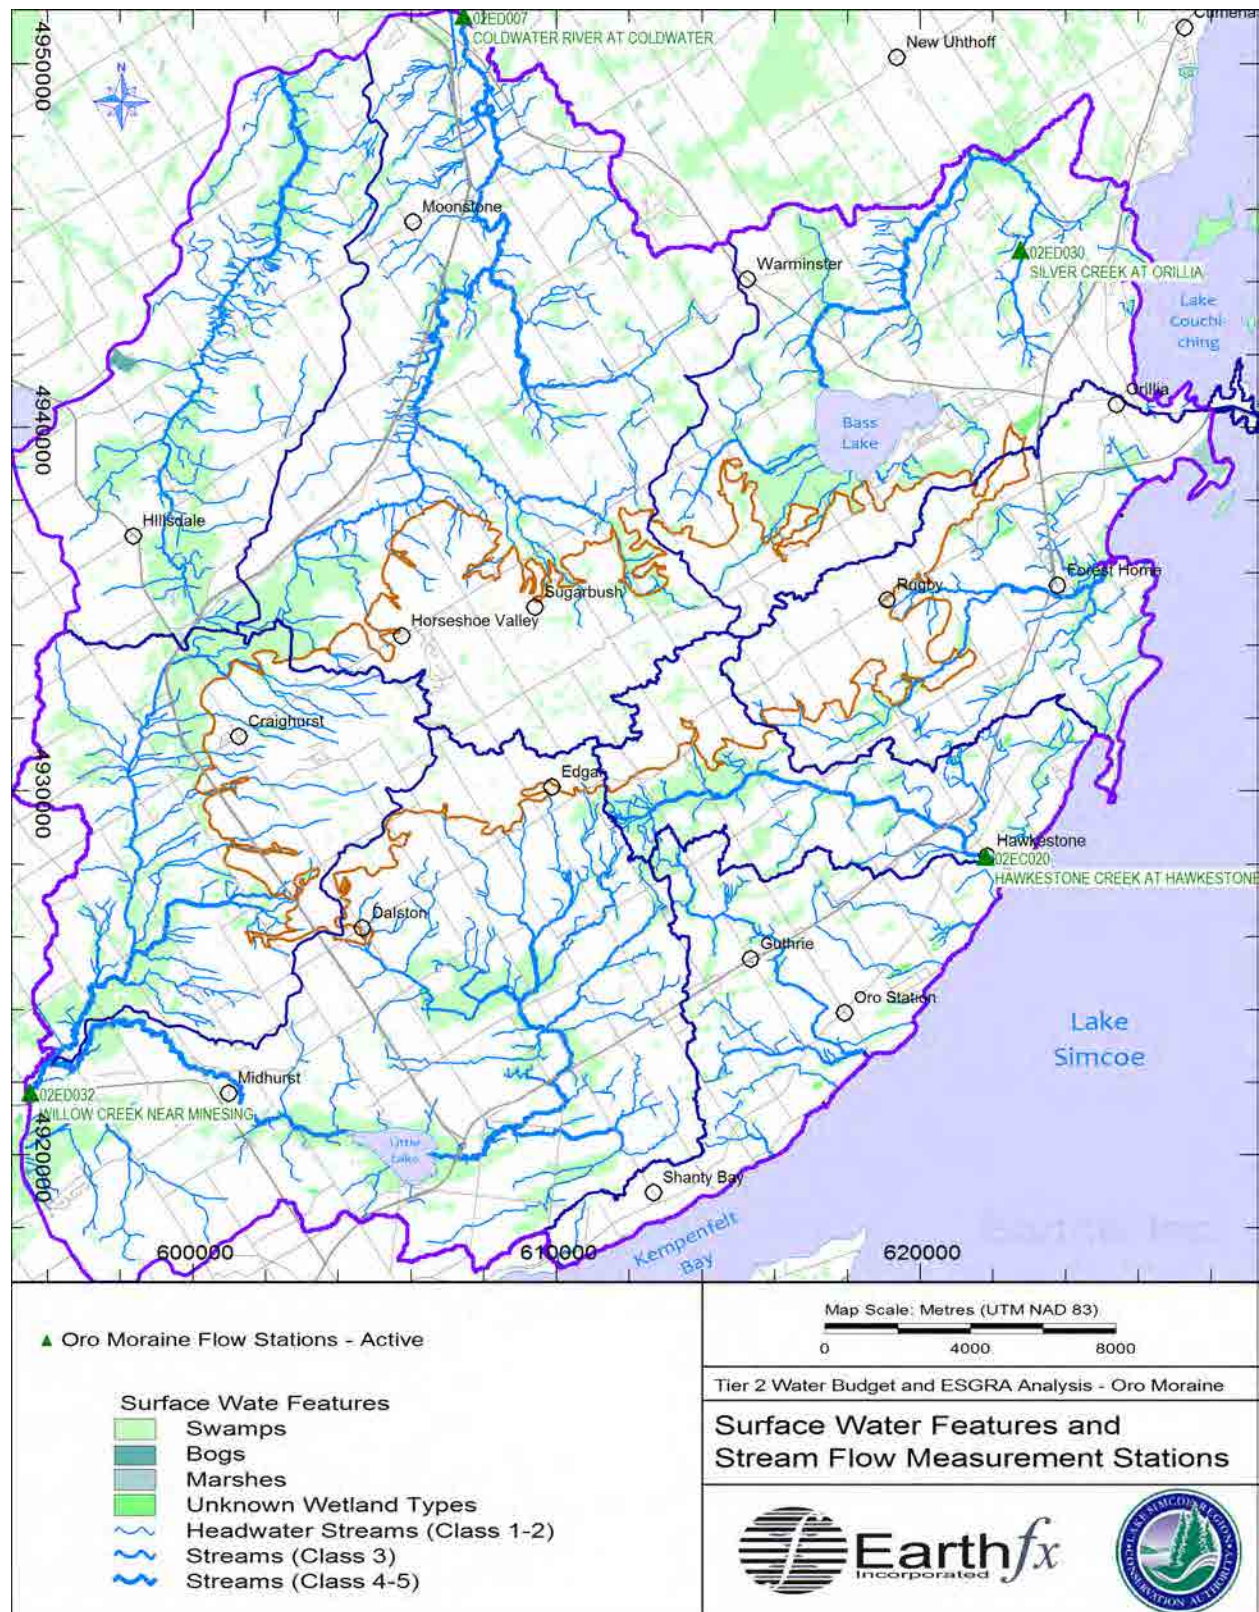 02ED007
COLDWATER RIVER AT COLDWATER
New Uhthoff
4950000
N
Moonstone
02ED030
SILVER CREEK AT ORILLIA
Warminster
Lake
Couchi-
ching
Orillia
4940000
Bass
Lake
Hillsdale
Forest Home
Rugby
Sugarbush
Horseshoe Valley
Craighurst
Edgar
4930000
Hawkestone
02EC020
HAWKESTONE CREEK AT HAWKESTONE
Dalston
Guthrie
Oro Station
Lake
Simcoe
Midhurst
02ED032
WILLOW CREEK NEAR MINESING
Little
Lake
4920000
Shanty Bay
Kempenfelt
Bay
600000
610000
620000
Oro Moraine Flow Stations - Active
Surface Wate Features
Swamps
Bogs
Marshes
Unknown Wetland Types
Headwater Streams (Class 1-2)
Streams (Class 3)
Streams (Class 4-5)
Map Scale: Metres (UTM NAD 83)
0 4000 8000
Tier 2 Water Budget and ESGRA Analysis - Oro Moraine
Surface Water Features and
Stream Flow Measurement Stations
Earthfx
Incorporated
LAKE SIMCOE REGION
CONSERVATION AUTHORITY